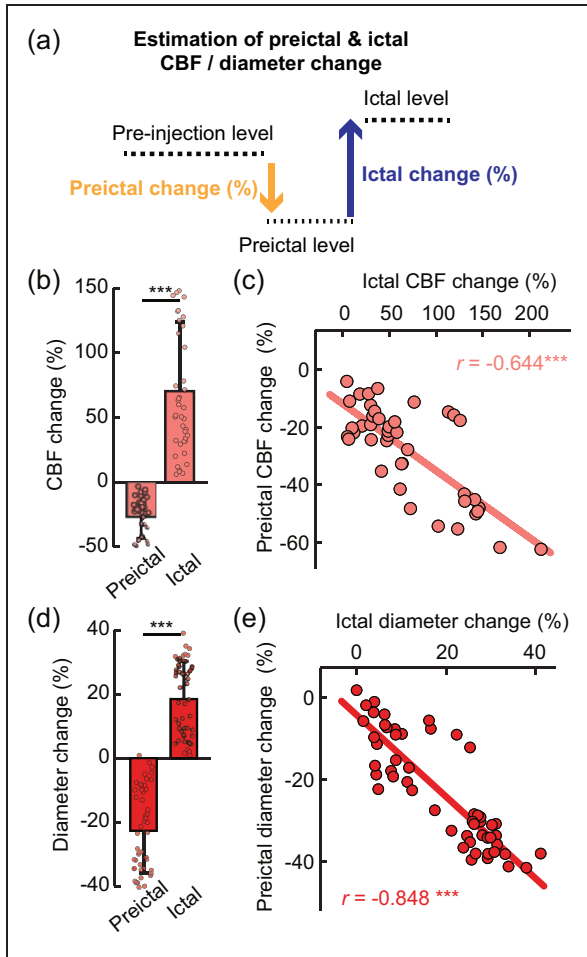 (a)
Estimation of preictal & ictal
CBF / diameter change
Ictal level
Pre-injection level
Preictal change (%)
Ictal change (%)
Preictal level
(b)
CBF change (%)
150
100
50
0
-50
***
Preictal
Ictal
(c)
Ictal CBF change (%)
0 50 100 150 200
Preictal CBF change (%)
0
-20
-40
-60
r = -0.644***
(d)
Diameter change (%)
40
20
0
-20
-40
***
Preictal
Ictal
(e)
Ictal diameter change (%)
0 20 40
Preictal diameter change (%)
0
-20
-40
r = -0.848 ***